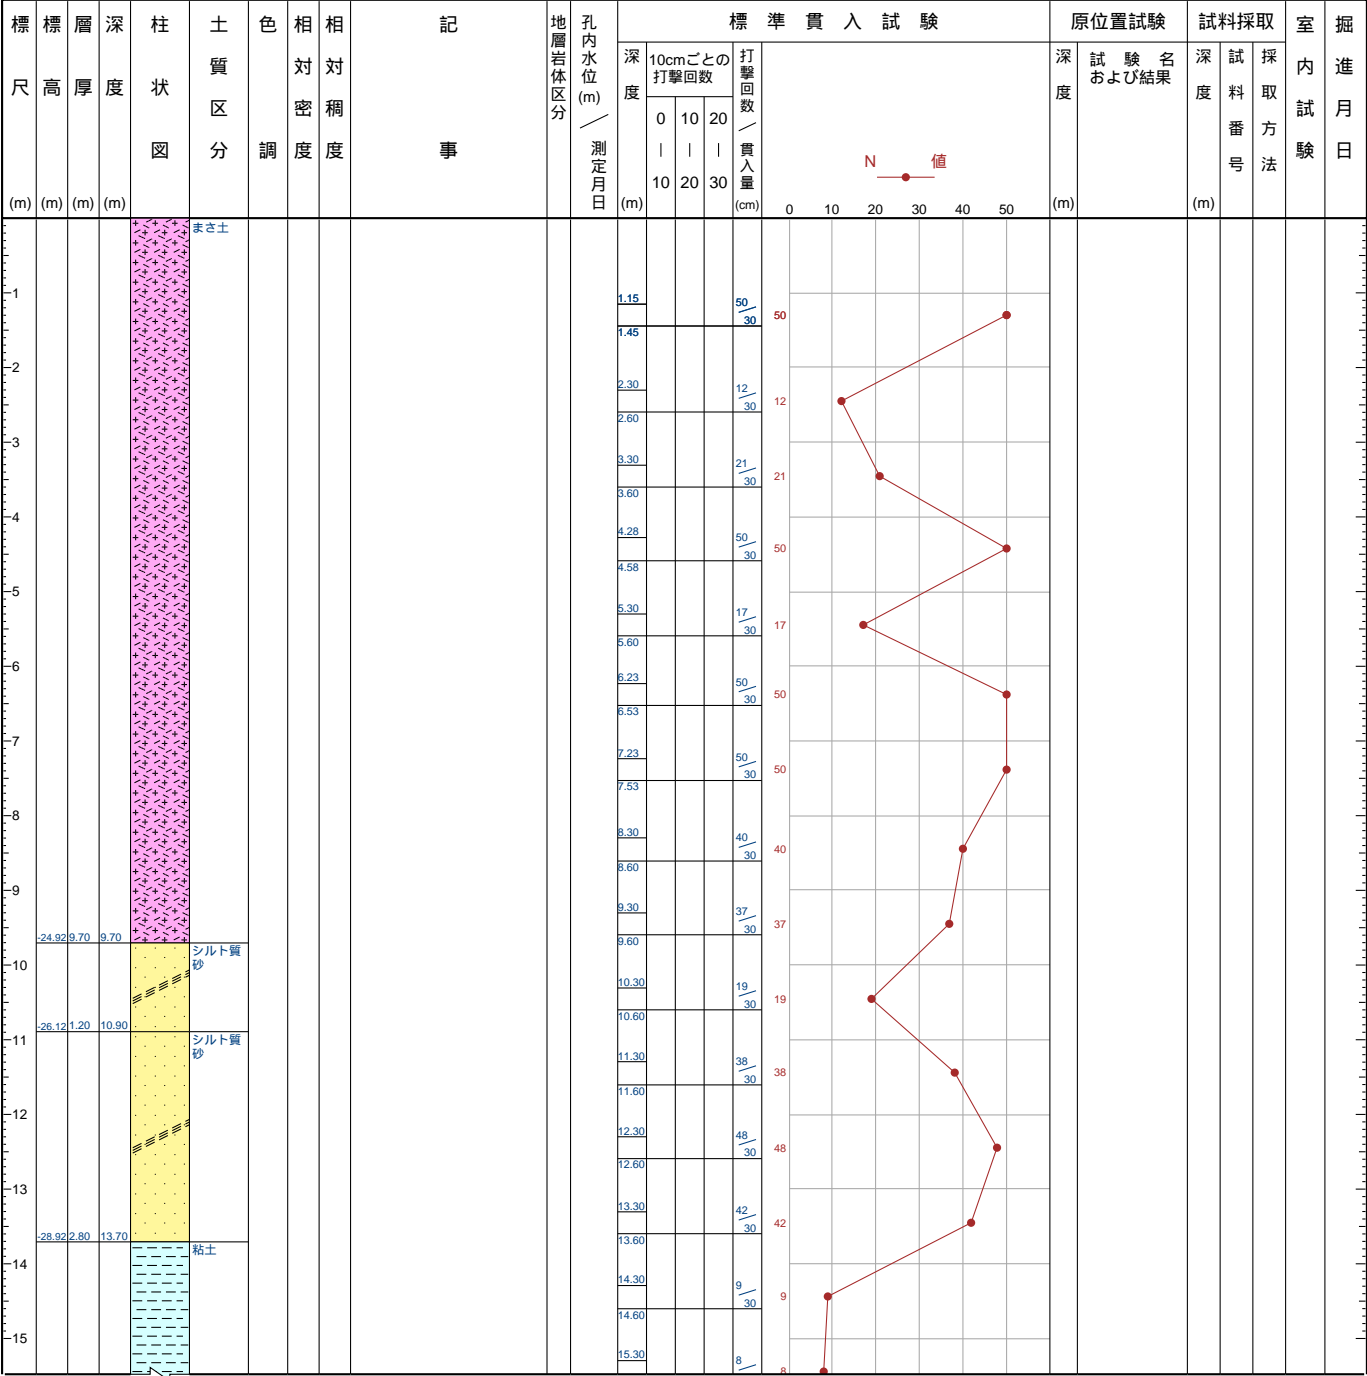 標尺(m)
標高(m)
層厚(m)
深度(m)
柱状図
土質区分
色調
相対密度
相対稠度
記事
地層岩体区分
孔内水位(m)／測定月日
標準貫入試験
深度(m)
10cmごとの
打撃回数
0 10 20
| | |
10 20 30
打撃回数／貫入量(cm)
N 値
0 10 20 30 40 50
原位置試験
深度(m)
試験名
および結果
試料採取
深度(m)
試料番号
採取方法
室内試験
掘進月日
まさ土
1
1.15 50
30 50
1.45
2
2.30 12
30 12
2.60
3
3.30 21
30 21
3.60
4
4.28 50
30 50
4.58
5
5.30 17
30 17
5.60
6
6.23 50
30 50
6.53
7
7.23 50
30 50
7.53
8
8.30 40
30 40
8.60
9
9.30 37
30 37
-24.92 9.70 9.70 9.60
シルト質
砂
10
10.30 19
30 19
10.60
-26.12 1.20 10.90
11
シルト質
砂
11.30 38
30 38
11.60
12
12.30 48
30 48
12.60
13
13.30 42
30 42
-28.92 2.80 13.70 13.60
粘土
14
14.30 9
30 9
14.60
15
15.30 8
8